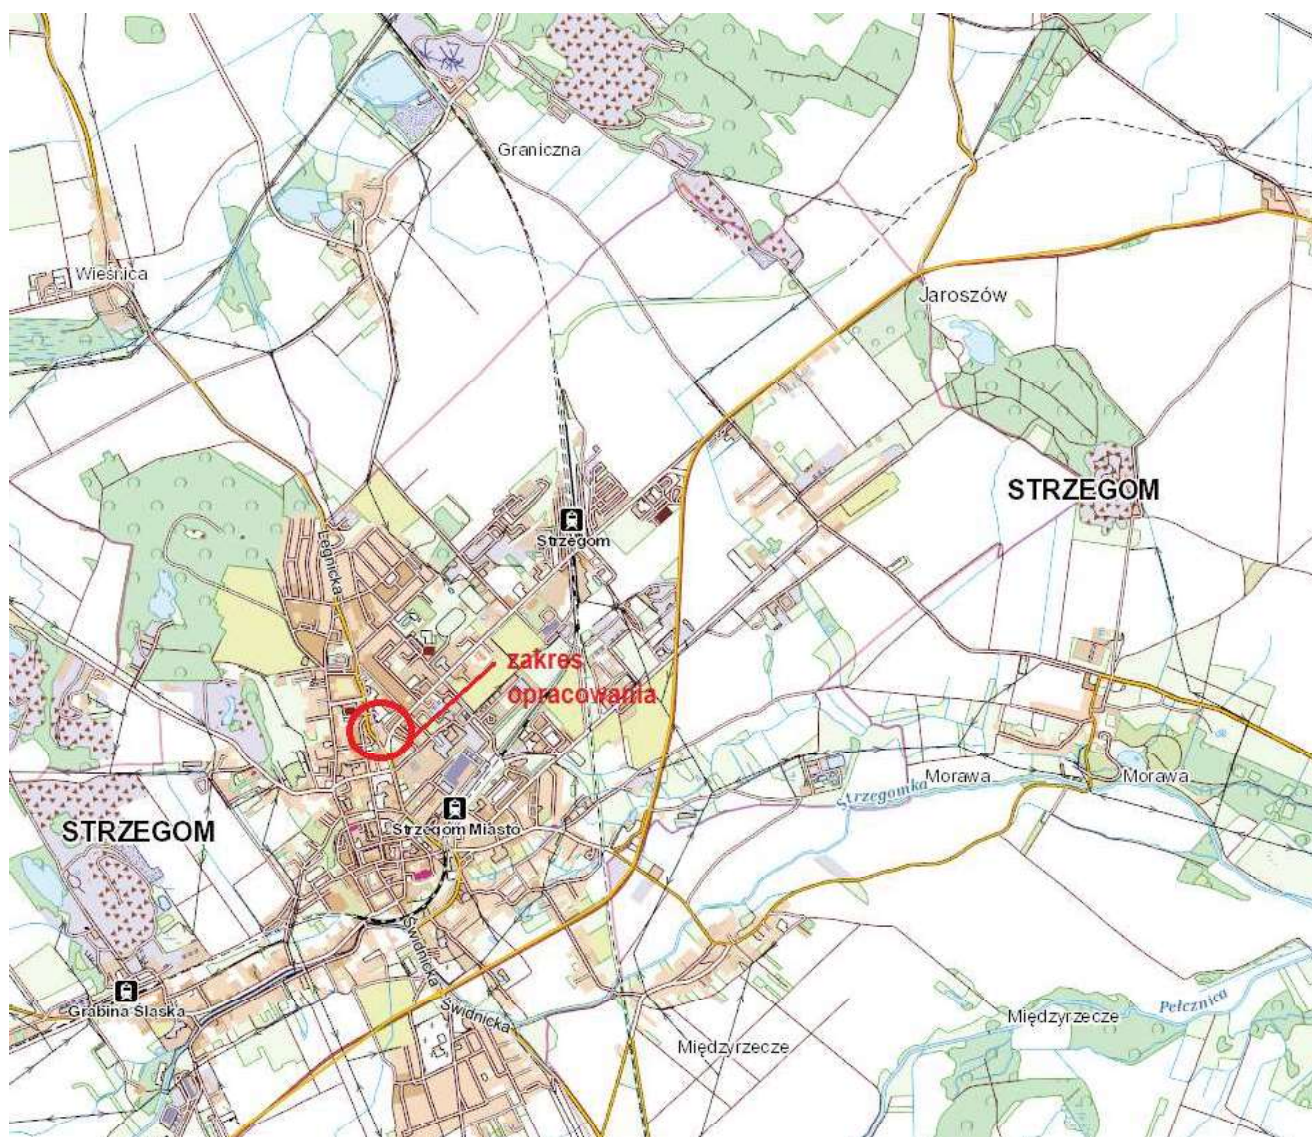 Graniczna
Wieśnica
Jaroszów
STRZEGOM
Strzegom
Legnicka
zakres
opracowania
Morawa
Morawa
Strzegomka
STRZEGOM
Strzegom Miasto
Świdnicka
Grabina Śląska
Świdnicka
Pełcznica
Międzyrzecze
Międzyrzecze